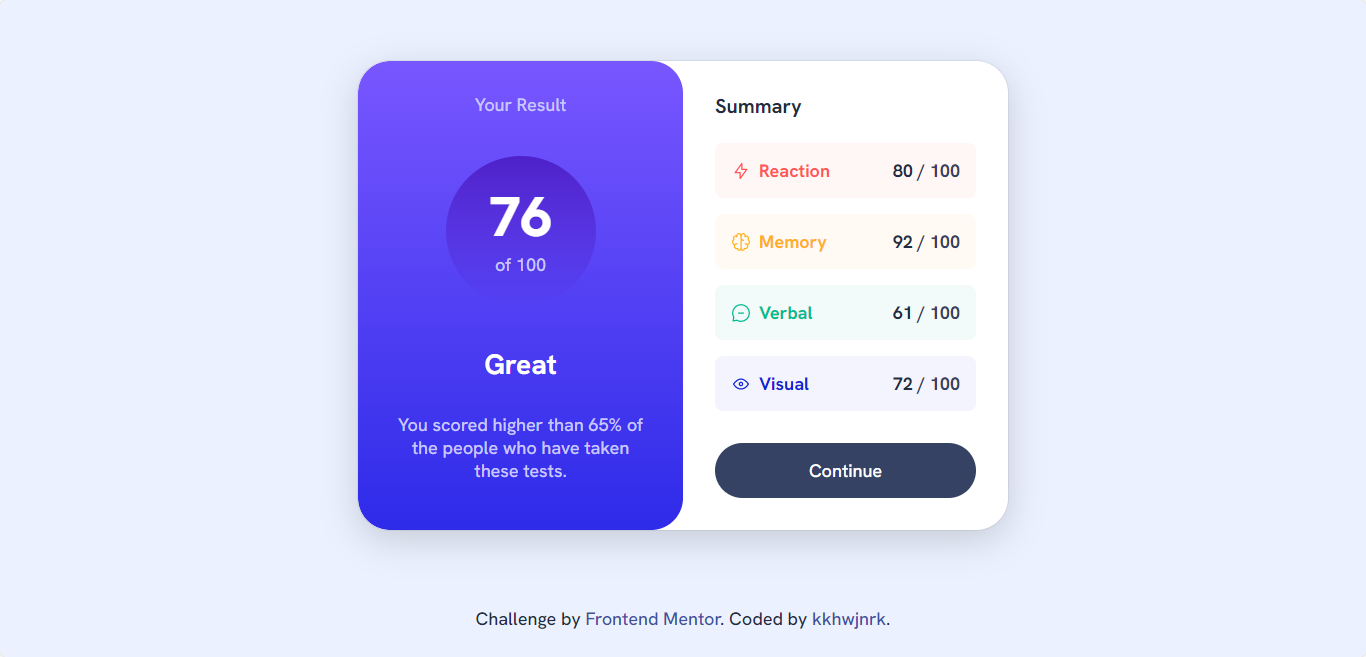 Your Result
76
of 100
Great
You scored higher than 65% of
the people who have taken
these tests.
Summary
Reaction 80 / 100
Memory 92 / 100
Verbal 61 / 100
Visual 72 / 100
Continue
Challenge by Frontend Mentor. Coded by kkhwjnrk.